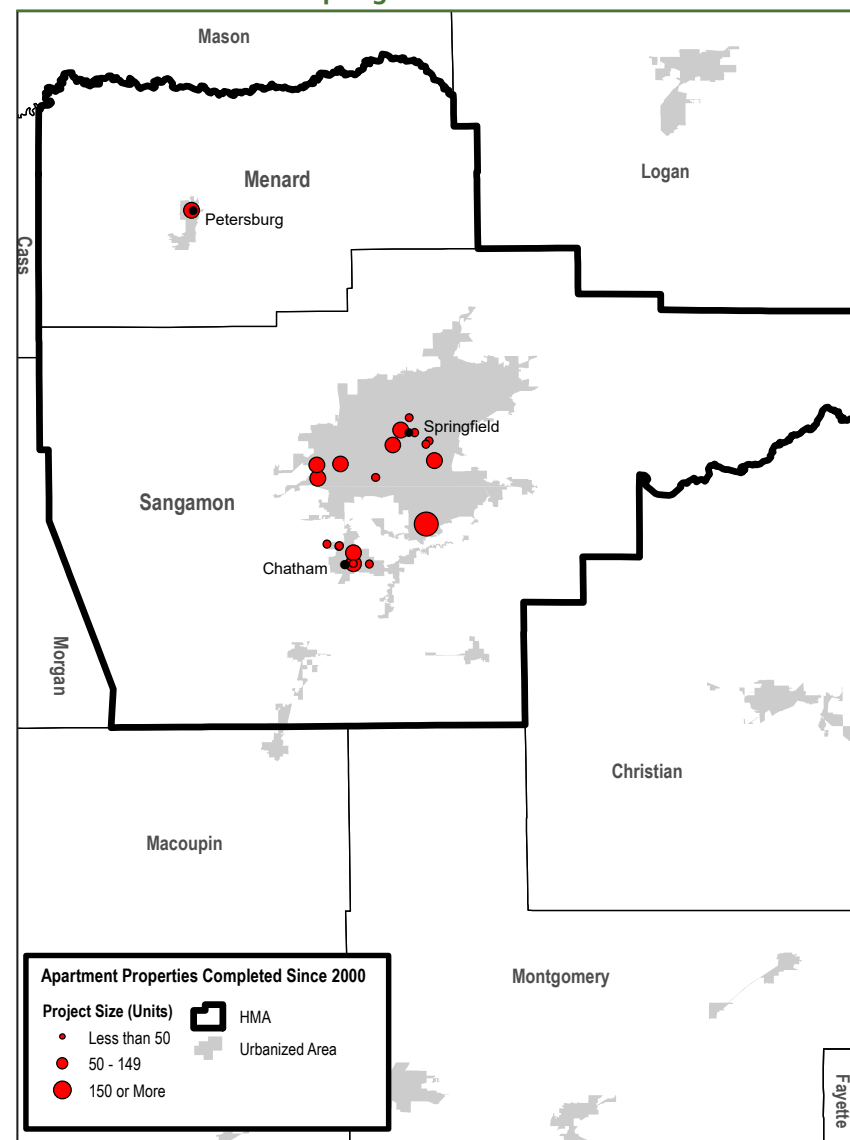 Mason
Logan
Menard
Petersburg
Cass
Springfield
Sangamon
Chatham
Morgan
Christian
Macoupin
Montgomery
Apartment Properties Completed Since 2000
Project Size (Units)
HMA
Less than 50
Urbanized Area
50 - 149
150 or More
Fayette